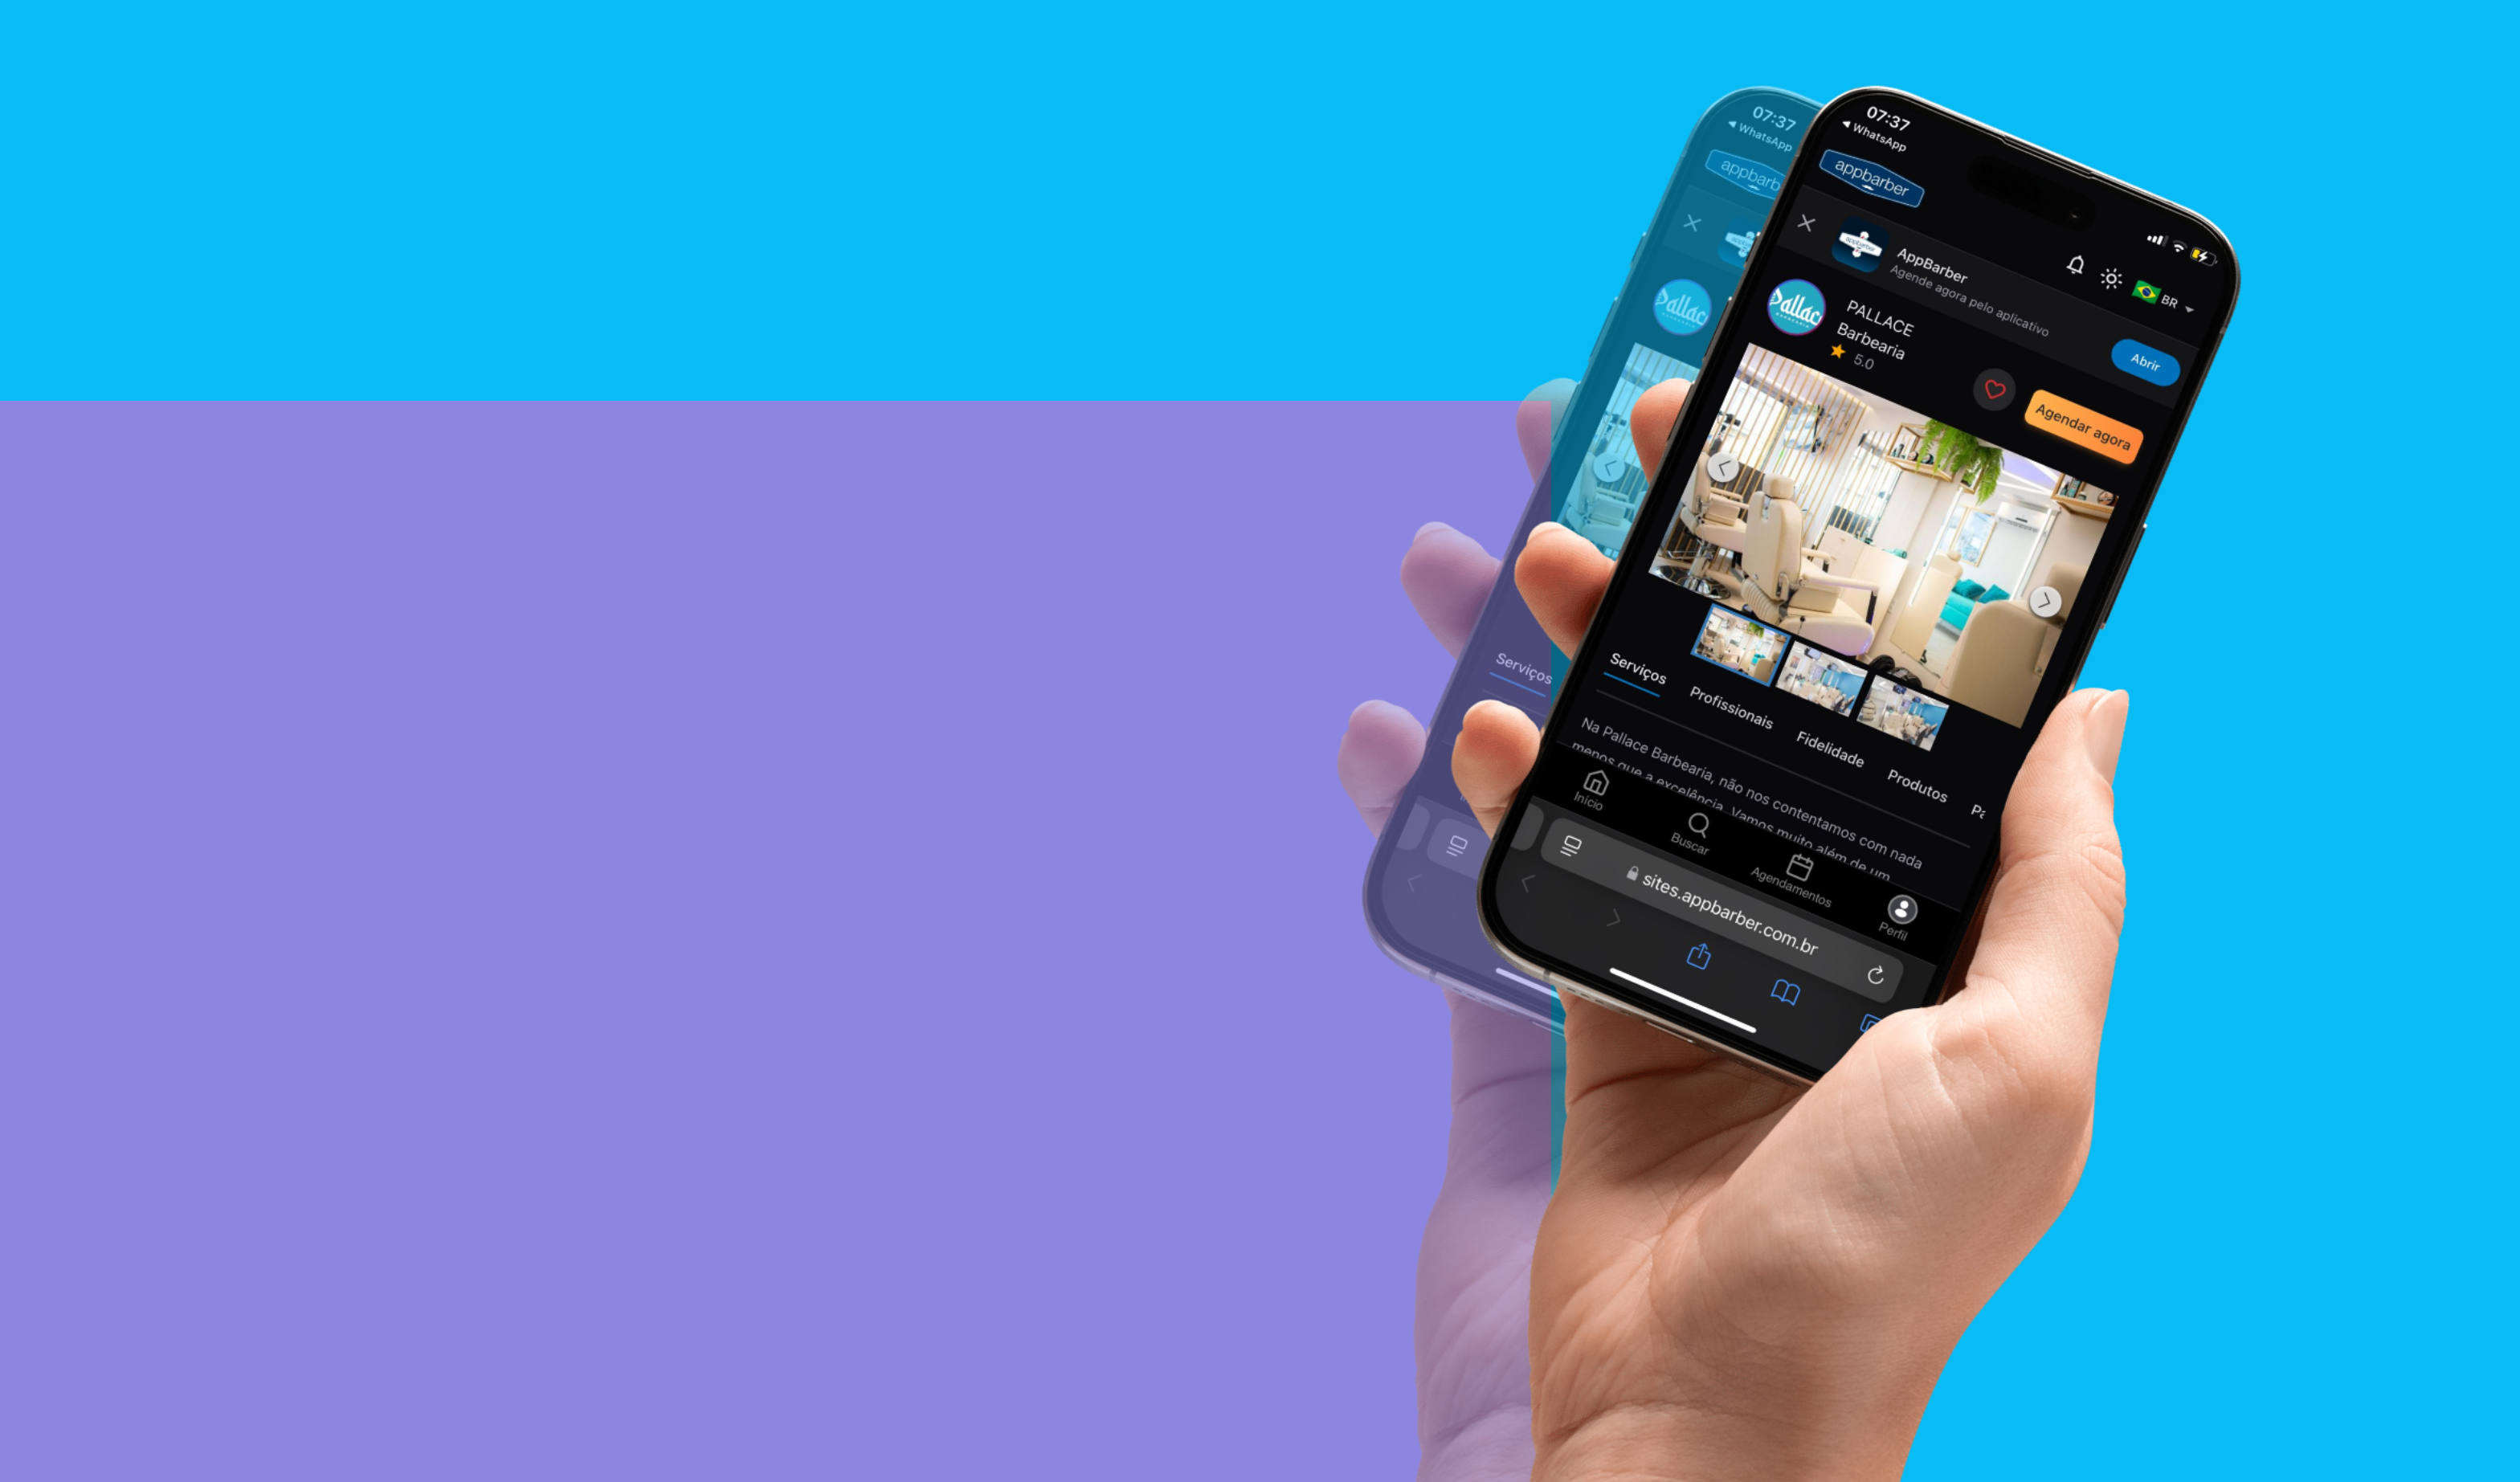 07:37
WhatsApp
appbarb
07:37
WhatsApp
appbarber
AppBarber
Agende agora pelo aplicativo
BR
Abrir
Pallac
PALLACE
Barbearia
5.0
Agendar agora
Serviços
Serviços
Profissionais
Fidelidade
Produtos
Na Pallace Barbearia, não nos contentamos com nada
menos que a excelência. Vamos muito além de um
Início
Buscar
Agendamentos
Perfil
sites.appbarber.com.br